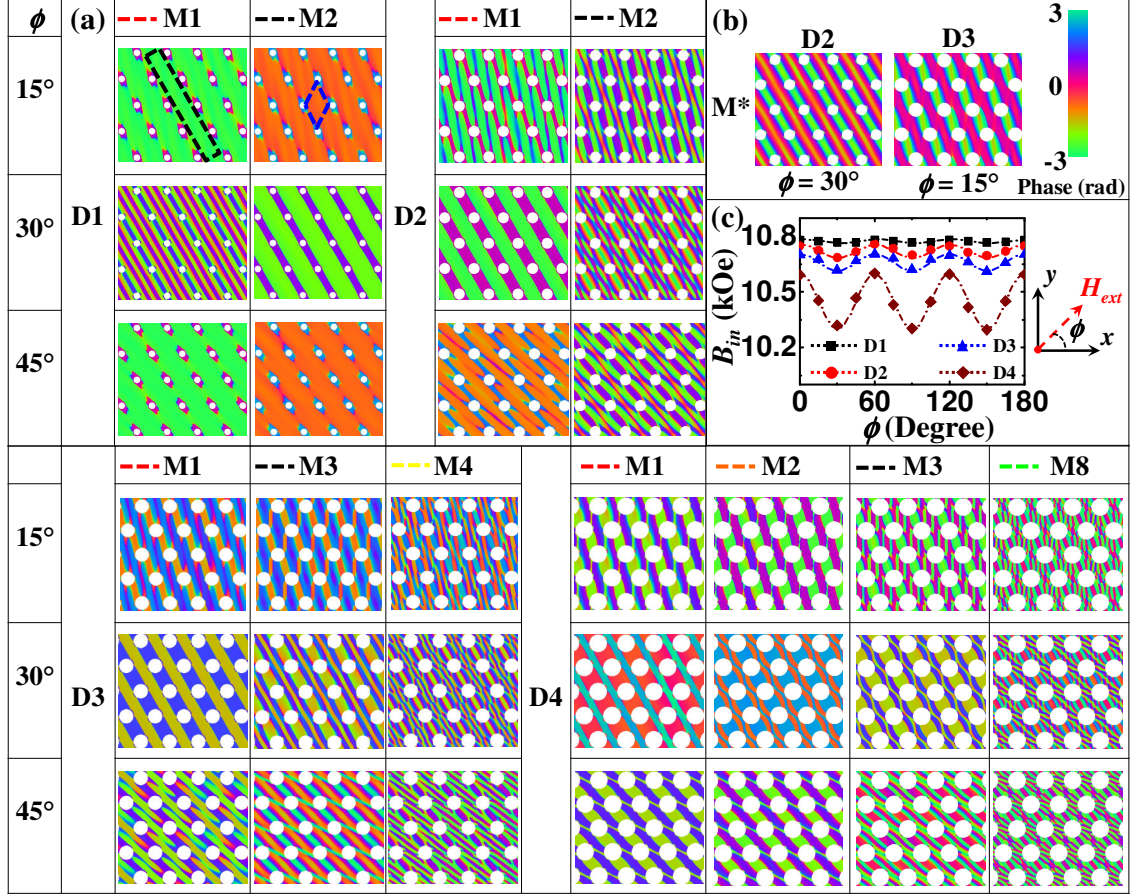 ϕ (a) M1 M2 M1 M2
15°
30° D1 D2
45°
(b) D2 D3
M*
ϕ = 30° ϕ = 15°
3
0
-3
Phase (rad)
(c)
B_in (kOe)
10.8
10.5
10.2
D1 D3
D2 D4
0 60 120 180
ϕ (Degree)
y
H_ext
ϕ x
M1 M3 M4 M1 M2 M3 M8
15°
30° D3 D4
45°